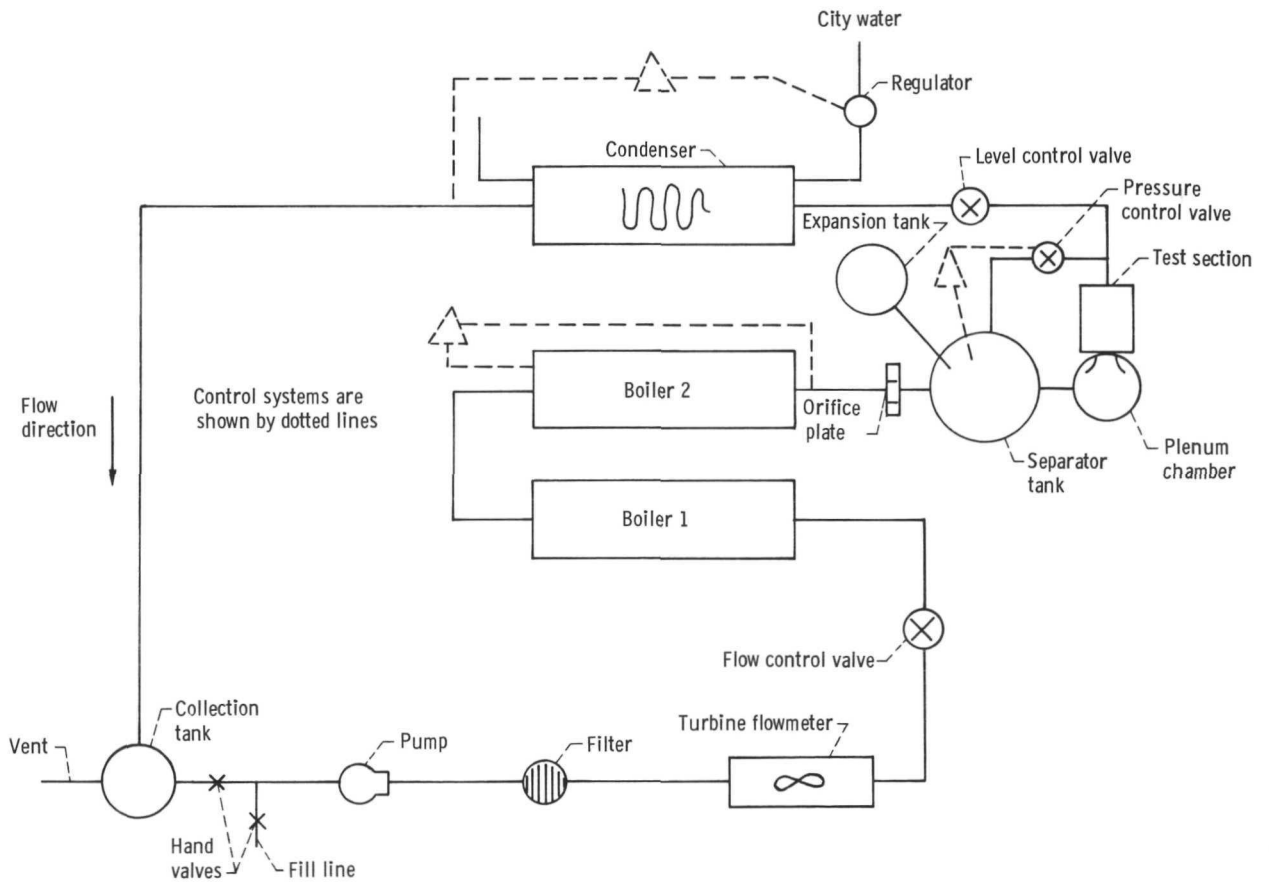 City water
Regulator
Condenser
Level control valve
Pressure
control valve
Expansion tank
Test section
Boiler 2
Control systems are
shown by dotted lines
Flow
direction
Orifice
plate
Plenum
chamber
Separator
tank
Boiler 1
Flow control valve
Collection
tank
Turbine flowmeter
Vent
Pump
Filter
Hand
valves
Fill line